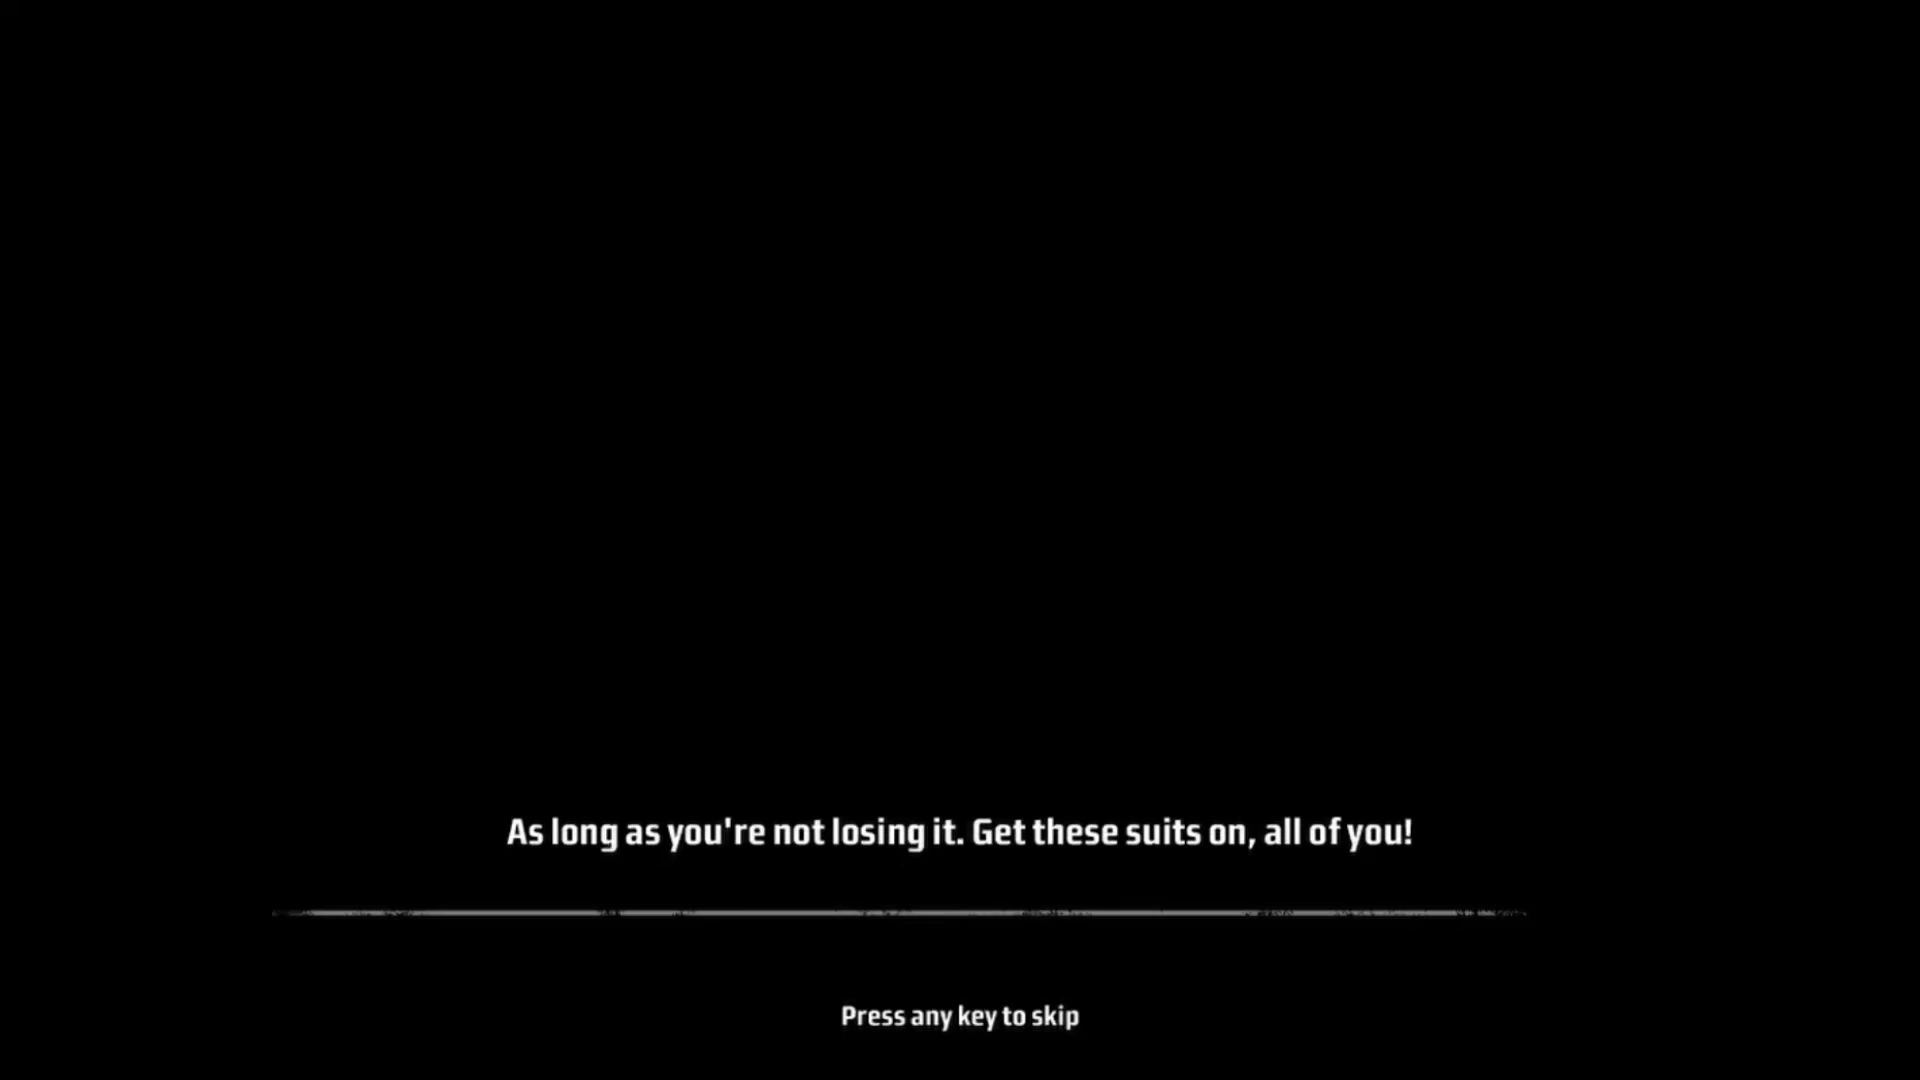 As long as you're not losing it. Get these suits on, all of you!
Press any key to skip